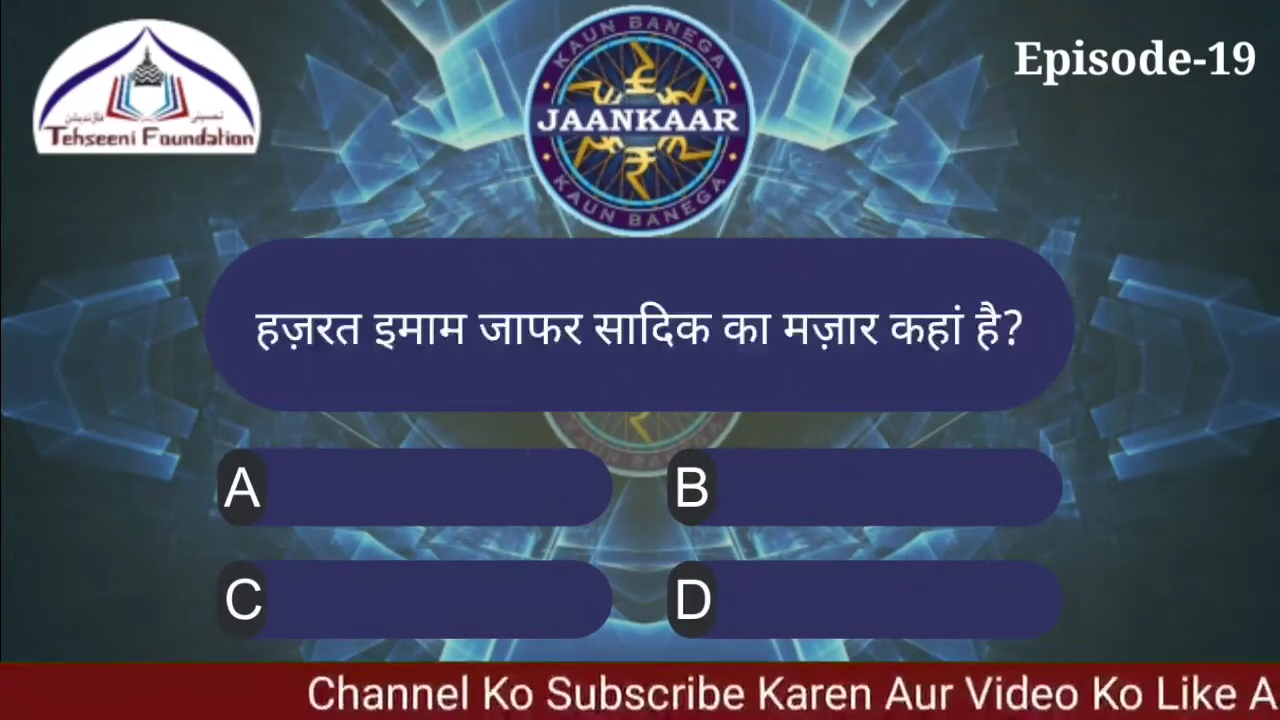 Episode-19
KAUN BANEGA
JAANKAAR
KAUN BANEGA
Tehseeni Foundation
हज़रत इमाम जाफर सादिक का मज़ार कहां है?
A
B
C
D
Channel Ko Subscribe Karen Aur Video Ko Like A